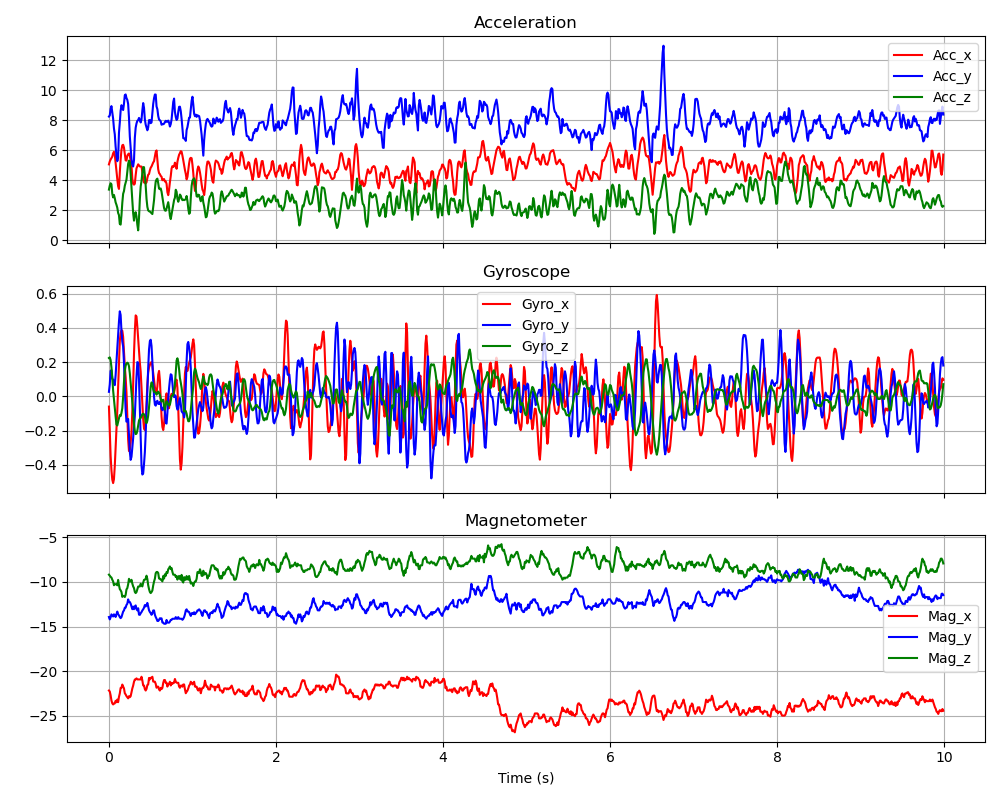 Acceleration
12
10
8
6
4
2
0
Acc_x
Acc_y
Acc_z
Gyroscope
0.6
0.4
0.2
0.0
−0.2
−0.4
Gyro_x
Gyro_y
Gyro_z
Magnetometer
−5
−10
−15
−20
−25
Mag_x
Mag_y
Mag_z
0 2 4 6 8 10
Time (s)